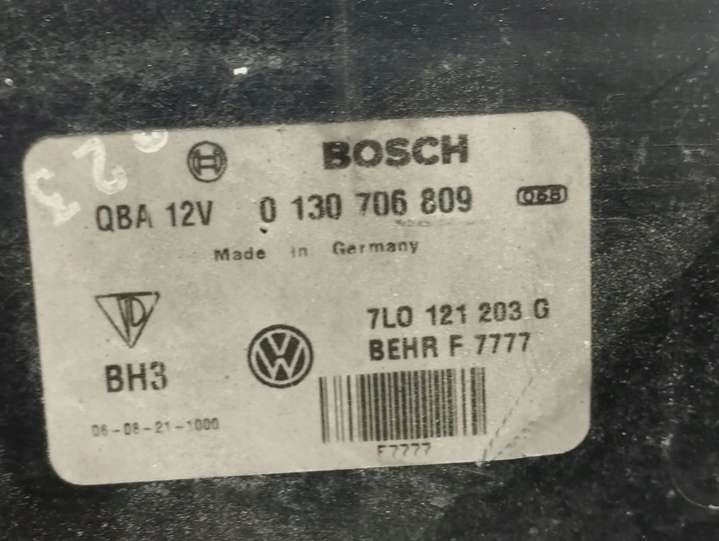 023
BOSCH
QBA 12V 0 130 706 809
Made in Germany
7L0 121 203 G
BEHR F 7777
BH3
06-08-21-1000
F7777